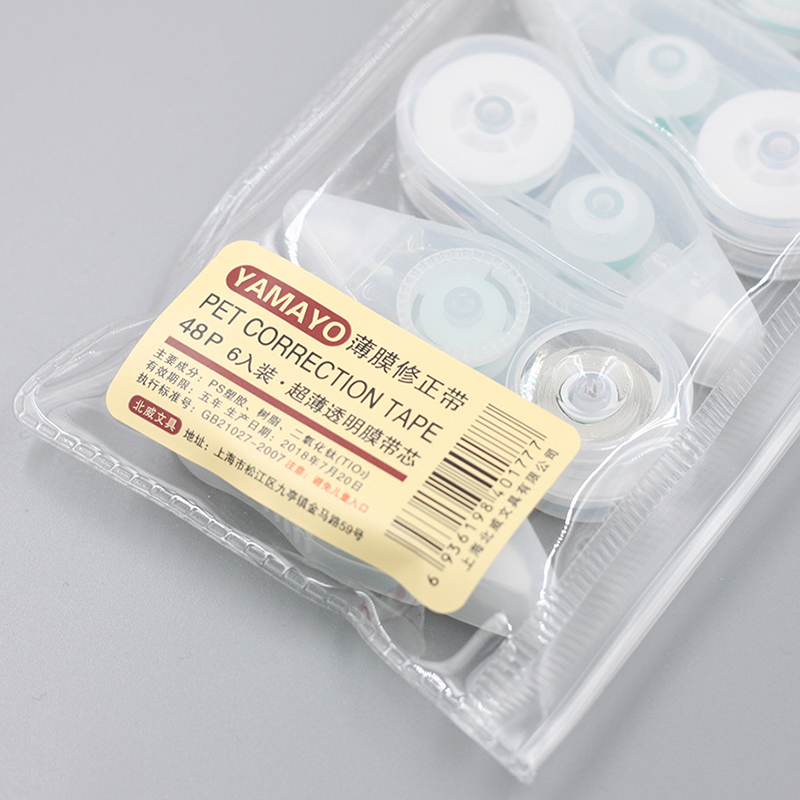 YAMAYO 薄膜修正带
PET CORRECTION TAPE
48P 6入装·超薄透明膜带芯
主要成分：PS塑胶、树脂、二氧化钛(TIO₂)
有效期限：五年 生产日期：2018年7月20日
执行标准号：GB21027-2007 注意：避免儿童入口
北威文具 地址：上海市松江区九亭镇金马路59号
6 936198 401777
上海北威文具有限公司